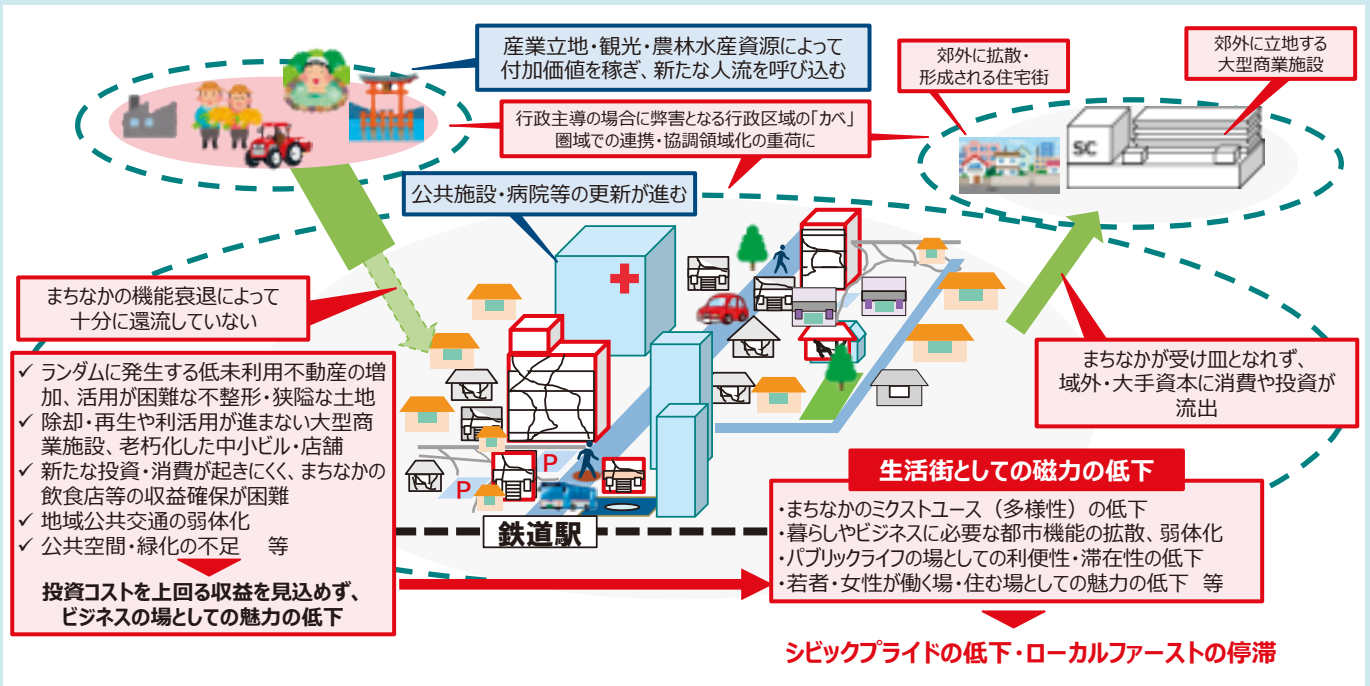 産業立地・観光・農林水産資源によって
付加価値を稼ぎ、新たな人流を呼び込む
郊外に拡散・
形成される住宅街
郊外に立地する
大型商業施設
行政主導の場合に弊害となる行政区域の「カベ」
圏域での連携・協調領域化の重荷に
SC
公共施設・病院等の更新が進む
まちなかの機能衰退によって
十分に還流していない
まちなかが受け皿となれず、
域外・大手資本に消費や投資が
流出
✓ ランダムに発生する低未利用不動産の増
加、活用が困難な不整形・狭隘な土地
✓ 除却・再生や利活用が進まない大型商
業施設、老朽化した中小ビル・店舗
✓ 新たな投資・消費が起きにくく、まちなかの
飲食店等の収益確保が困難
✓ 地域公共交通の弱体化
✓ 公共空間・緑化の不足 等
投資コストを上回る収益を見込めず、
ビジネスの場としての魅力の低下
P
P
鉄道駅
生活街としての磁力の低下
・まちなかのミクストユース（多様性）の低下
・暮らしやビジネスに必要な都市機能の拡散、弱体化
・パブリックライフの場としての利便性・滞在性の低下
・若者・女性が働く場・住む場としての魅力の低下 等
シビックプライドの低下・ローカルファーストの停滞